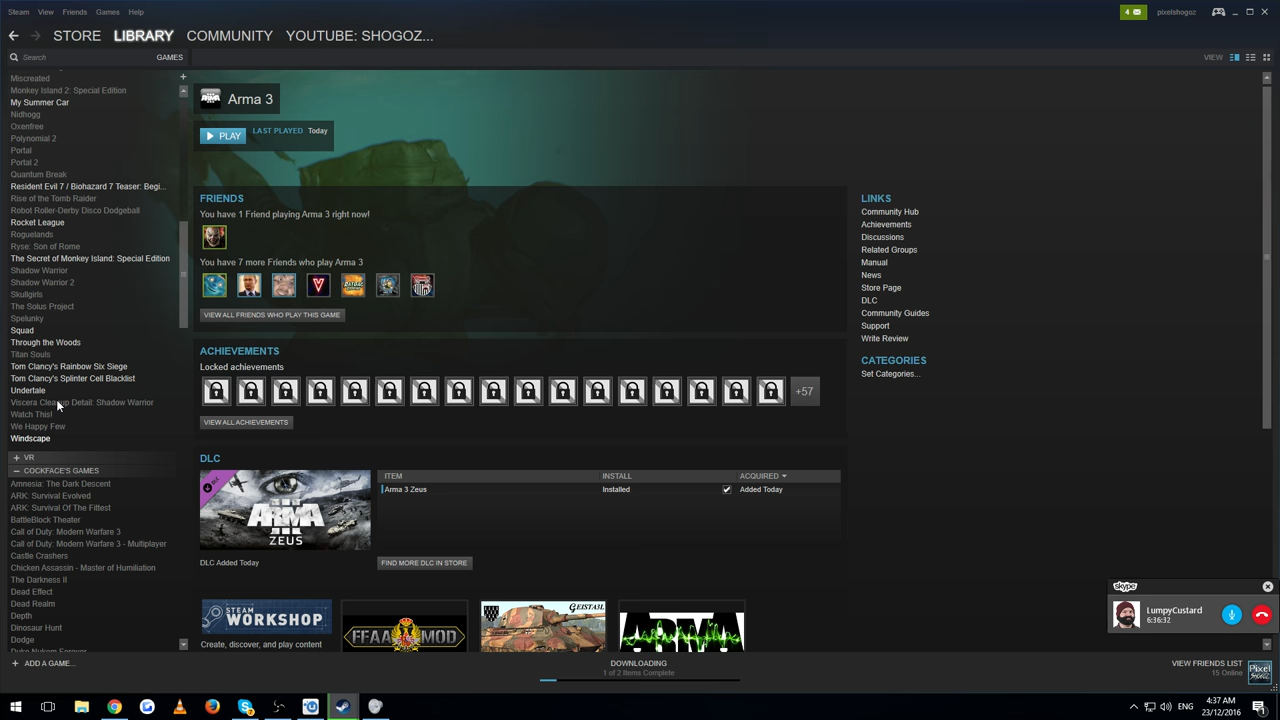 Steam View Friends Games Help
4
pixelshogoz
STORE LIBRARY COMMUNITY YOUTUBE: SHOGOZ...
Search
GAMES
VIEW
Miscreated
Monkey Island 2: Special Edition
My Summer Car
Nidhogg
Oxenfree
Polynomial 2
Portal
Portal 2
Quantum Break
Resident Evil 7 / Biohazard 7 Teaser: Begi...
Rise of the Tomb Raider
Robot Roller-Derby Disco Dodgeball
Rocket League
Roguelands
Ryse: Son of Rome
The Secret of Monkey Island: Special Edition
Shadow Warrior
Shadow Warrior 2
Skullgirls
The Solus Project
Spelunky
Squad
Through the Woods
Titan Souls
Tom Clancy's Rainbow Six Siege
Tom Clancy's Splinter Cell Blacklist
Undertale
Viscera Cleanup Detail: Shadow Warrior
Watch This!
We Happy Few
Windscape
VR
COCKFACE'S GAMES
Amnesia: The Dark Descent
ARK: Survival Evolved
ARK: Survival Of The Fittest
BattleBlock Theater
Call of Duty: Modern Warfare 3
Call of Duty: Modern Warfare 3 - Multiplayer
Castle Crashers
Chicken Assassin - Master of Humiliation
The Darkness II
Dead Effect
Dead Realm
Depth
Dinosaur Hunt
Dodge
Duke Nukem Forever
ADD A GAME...
ARMA
Arma 3
PLAY
LAST PLAYED Today
FRIENDS
You have 1 Friend playing Arma 3 right now!
You have 7 more Friends who play Arma 3
VIEW ALL FRIENDS WHO PLAY THIS GAME
ACHIEVEMENTS
Locked achievements
+57
VIEW ALL ACHIEVEMENTS
DLC
ITEM INSTALL ACQUIRED
Arma 3 Zeus Installed Added Today
ARMA III
ZEUS
DLC Added Today
FIND MORE DLC IN STORE
STEAM WORKSHOP
Create, discover, and play content
FFAA MOD
GEISTA3L
ARMA
LINKS
Community Hub
Achievements
Discussions
Related Groups
Manual
News
Store Page
DLC
Community Guides
Support
Write Review
CATEGORIES
Set Categories...
skype
LumpyCustard
6:36:32
DOWNLOADING
1 of 2 Items Complete
VIEW FRIENDS LIST
15 Online
Pixel
ENG
4:37 AM
23/12/2016